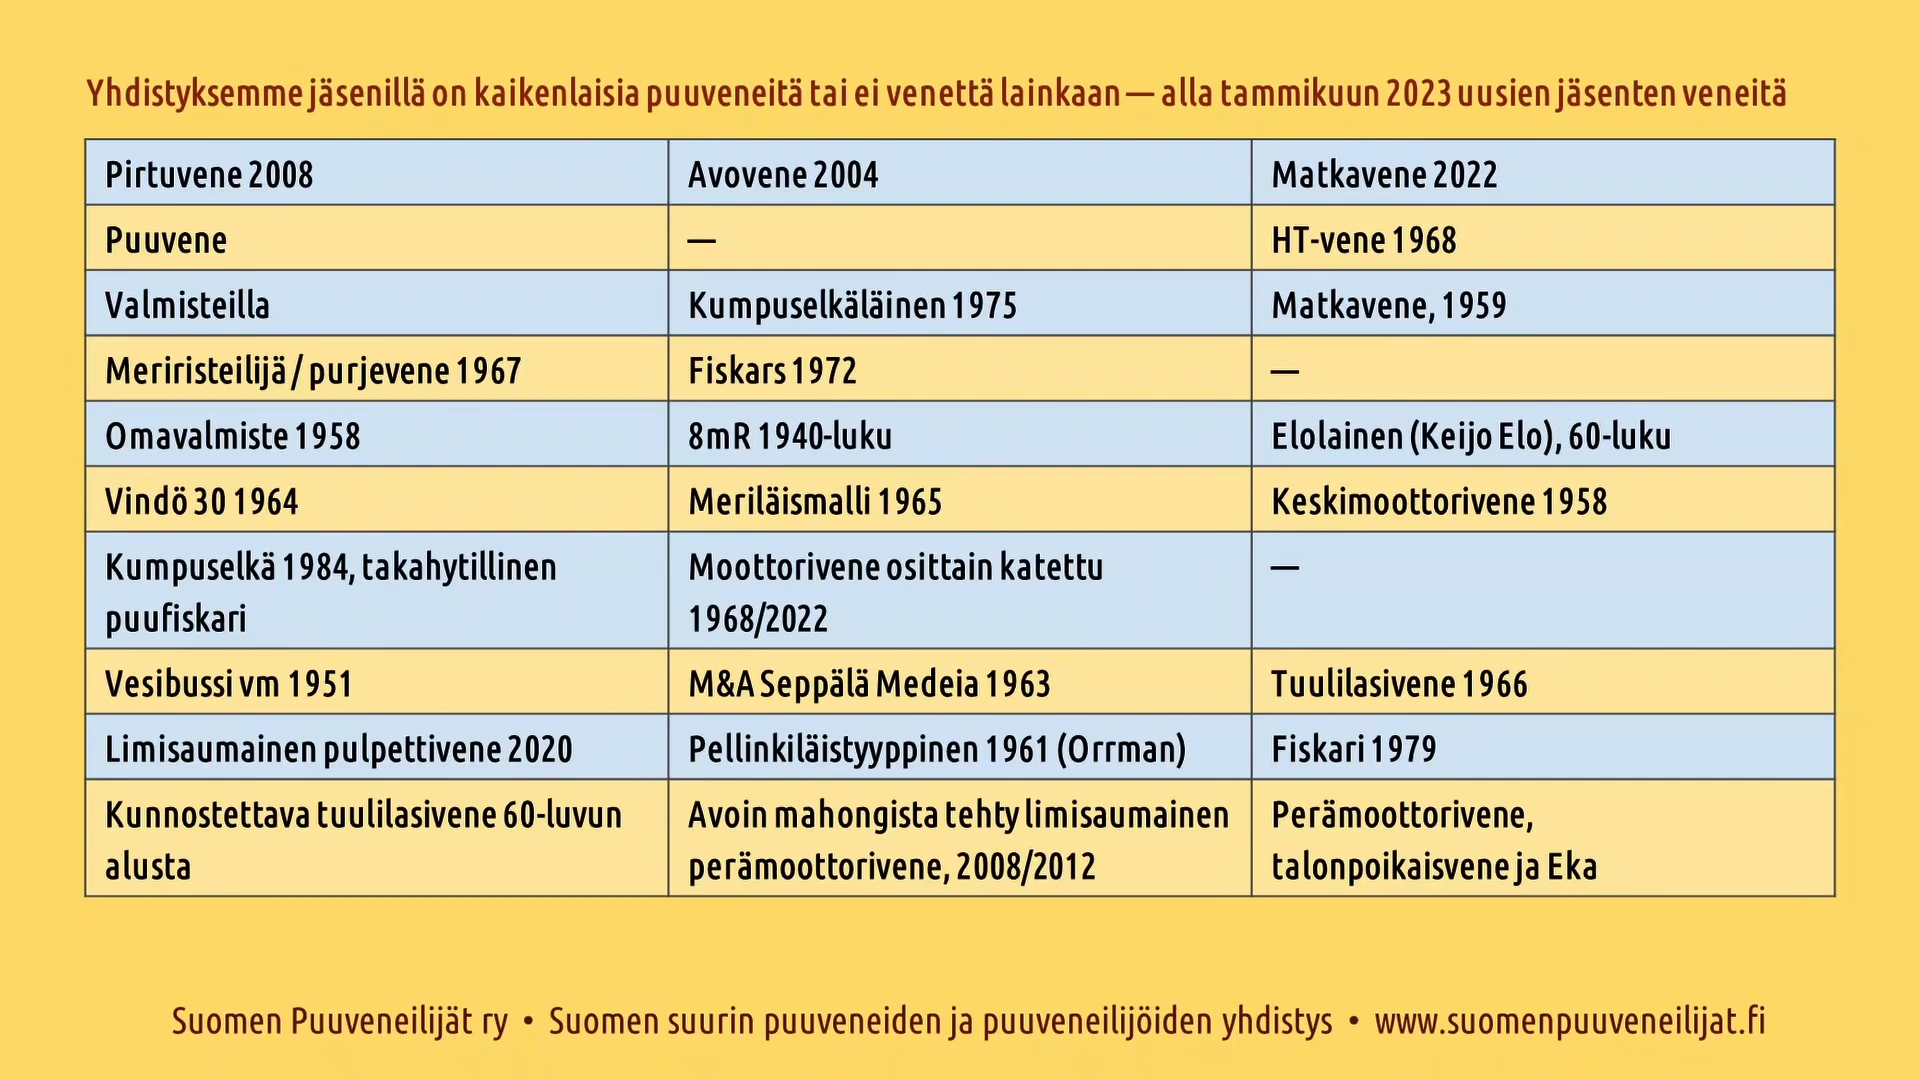 Yhdistyksemme jäsenillä on kaikenlaisia puuveneitä tai ei venettä lainkaan — alla tammikuun 2023 uusien jäsenten veneitä
Pirtuvene 2008
Avovene 2004
Matkavene 2022
Puuvene
—
HT-vene 1968
Valmisteilla
Kumpuselkäläinen 1975
Matkavene, 1959
Meriristeilijä / purjevene 1967
Fiskars 1972
—
Omavalmiste 1958
8mR 1940-luku
Elolainen (Keijo Elo), 60-luku
Vindö 30 1964
Meriläismalli 1965
Keskimoottorivene 1958
Kumpuselkä 1984, takahytillinen
puufiskari
Moottorivene osittain katettu
1968/2022
—
Vesibussi vm 1951
M&A Seppälä Medeia 1963
Tuulilasivene 1966
Limisaumainen pulpettivene 2020
Pellinkiläistyyppinen 1961 (Orrman)
Fiskari 1979
Kunnostettava tuulilasivene 60-luvun
alusta
Avoin mahongista tehty limisaumainen
perämoottorivene, 2008/2012
Perämoottorivene,
talonpoikaisvene ja Eka
Suomen Puuveneilijät ry • Suomen suurin puuveneiden ja puuveneilijöiden yhdistys • www.suomenpuuveneilijat.fi